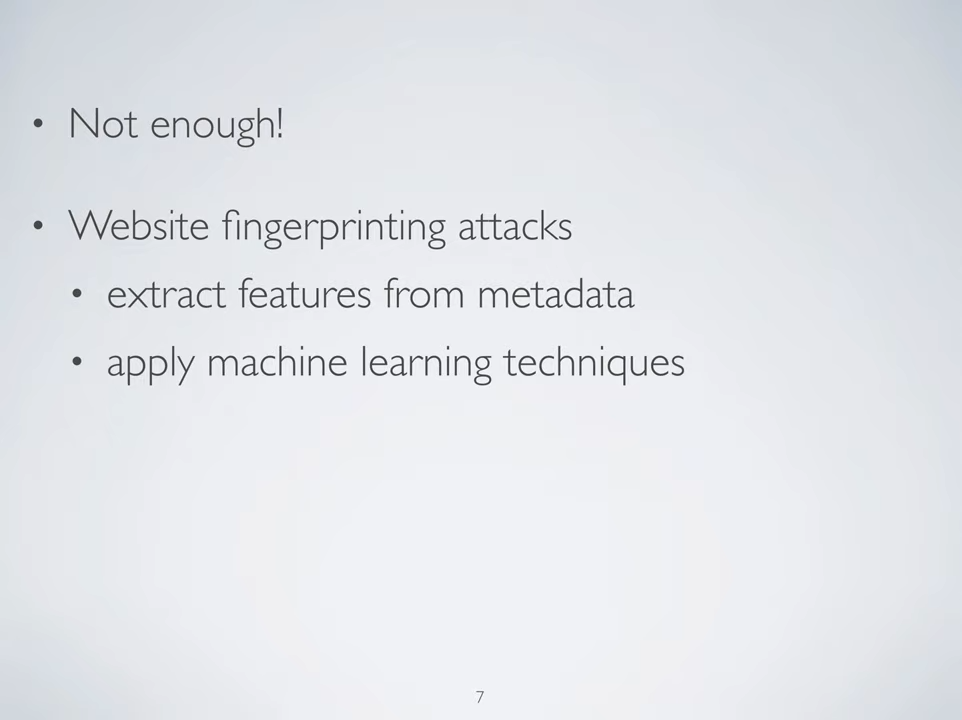 • Not enough!
• Website fingerprinting attacks
• extract features from metadata
• apply machine learning techniques
7